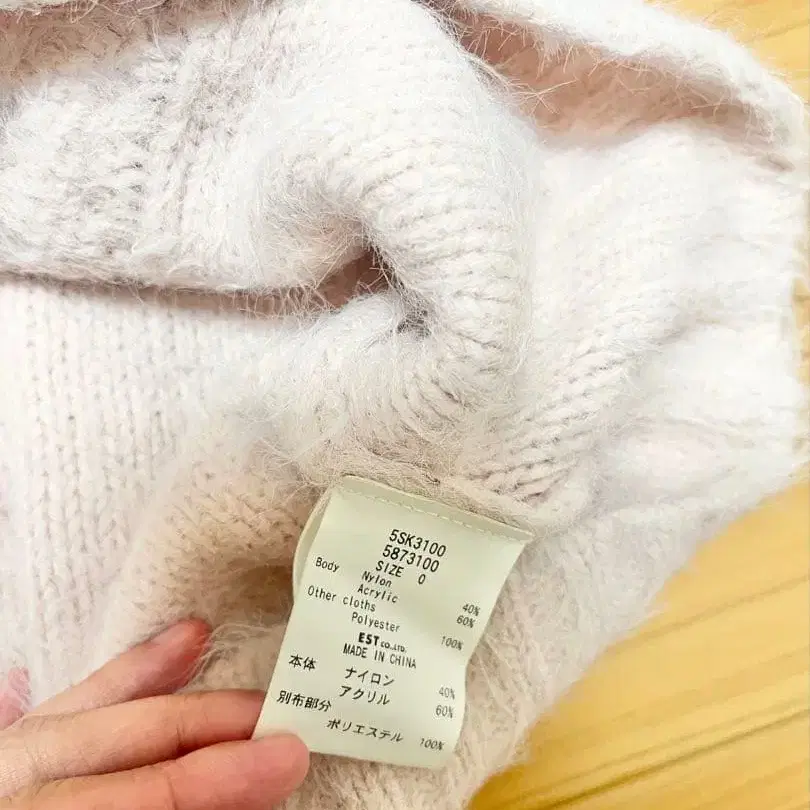 5SK3100
5873100
SIZE 0
Body Nylon 40%
Acrylic 60%
Other cloths
Polyester 100%
EST CO.,LTD.
MADE IN CHINA
本体 ナイロン 40%
アクリル 60%
別布部分
ポリエステル 100%